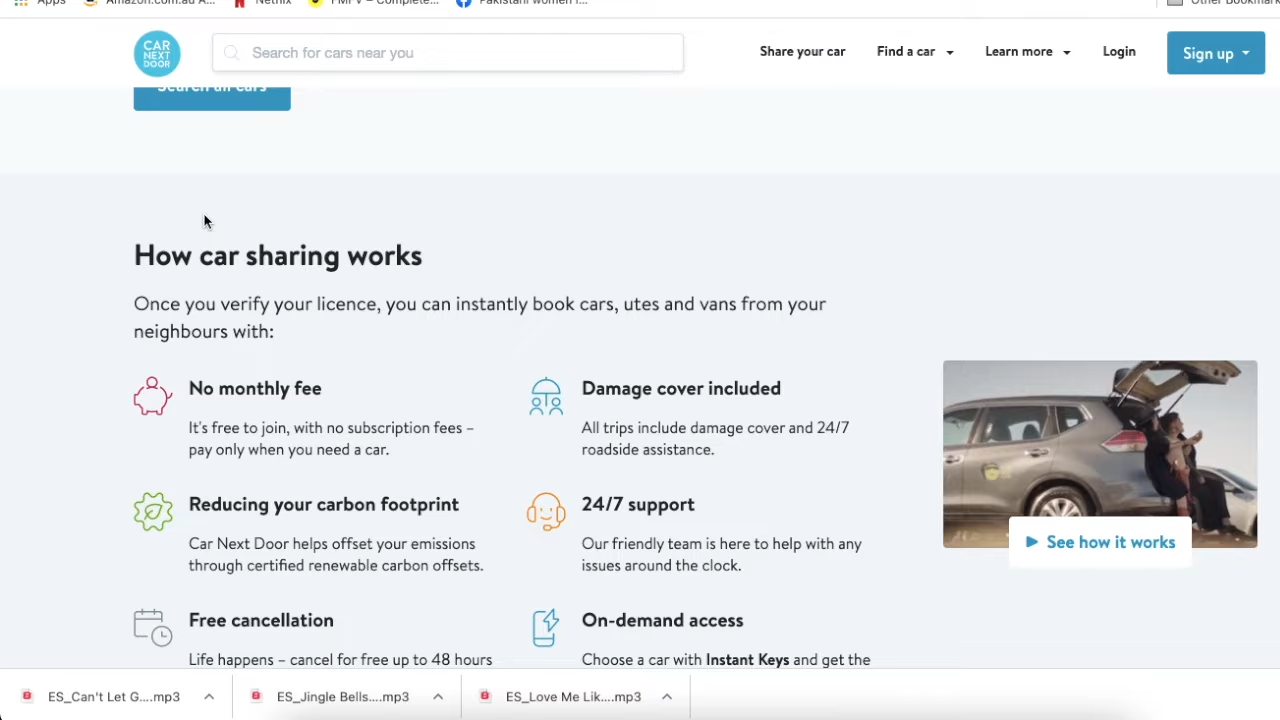 Apps
Amazon.com.au A...
Netflix
Other Bookmark
CAR
NEXT
DOOR
Search for cars near you
Share your car
Find a car
Learn more
Login
Sign up
Search all cars
How car sharing works
Once you verify your licence, you can instantly book cars, utes and vans from your
neighbours with:
No monthly fee
It's free to join, with no subscription fees –
pay only when you need a car.
Damage cover included
All trips include damage cover and 24/7
roadside assistance.
Reducing your carbon footprint
Car Next Door helps offset your emissions
through certified renewable carbon offsets.
24/7 support
Our friendly team is here to help with any
issues around the clock.
See how it works
Free cancellation
Life happens – cancel for free up to 48 hours
On-demand access
Choose a car with Instant Keys and get the
ES_Can't Let G....mp3
ES_Jingle Bells....mp3
ES_Love Me Lik....mp3